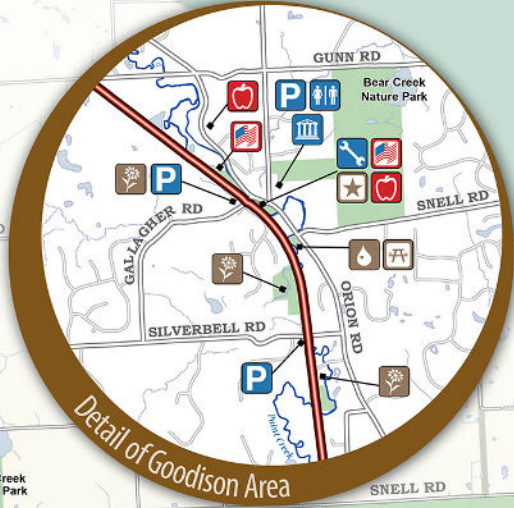 GUNN RD
Bear Creek
Nature Park
P
P
GALLAGHER RD
SNELL RD
ORION RD
SILVERBELL RD
P
Paint Creek
Detail of Goodison Area
Creek
Park
SNELL RD